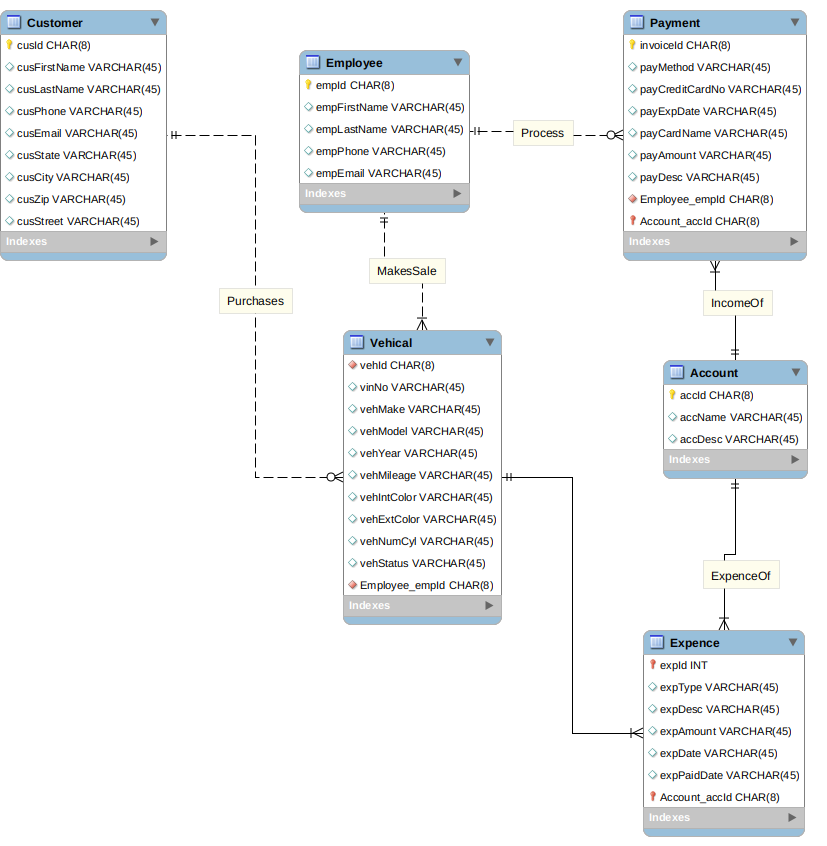 Customer
cusId CHAR(8)
cusFirstName VARCHAR(45)
cusLastName VARCHAR(45)
cusPhone VARCHAR(45)
cusEmail VARCHAR(45)
cusState VARCHAR(45)
cusCity VARCHAR(45)
cusZip VARCHAR(45)
cusStreet VARCHAR(45)
Indexes
Employee
empId CHAR(8)
empFirstName VARCHAR(45)
empLastName VARCHAR(45)
empPhone VARCHAR(45)
empEmail VARCHAR(45)
Indexes
Process
Payment
invoiceId CHAR(8)
payMethod VARCHAR(45)
payCreditCardNo VARCHAR(45)
payExpDate VARCHAR(45)
payCardName VARCHAR(45)
payAmount VARCHAR(45)
payDesc VARCHAR(45)
Employee_empId CHAR(8)
Account_accId CHAR(8)
Indexes
Purchases
MakesSale
IncomeOf
Vehical
vehId CHAR(8)
vinNo VARCHAR(45)
vehMake VARCHAR(45)
vehModel VARCHAR(45)
vehYear VARCHAR(45)
vehMileage VARCHAR(45)
vehIntColor VARCHAR(45)
vehExtColor VARCHAR(45)
vehNumCyl VARCHAR(45)
vehStatus VARCHAR(45)
Employee_empId CHAR(8)
Indexes
Account
accId CHAR(8)
accName VARCHAR(45)
accDesc VARCHAR(45)
Indexes
ExpenceOf
Expence
expId INT
expType VARCHAR(45)
expDesc VARCHAR(45)
expAmount VARCHAR(45)
expDate VARCHAR(45)
expPaidDate VARCHAR(45)
Account_accId CHAR(8)
Indexes